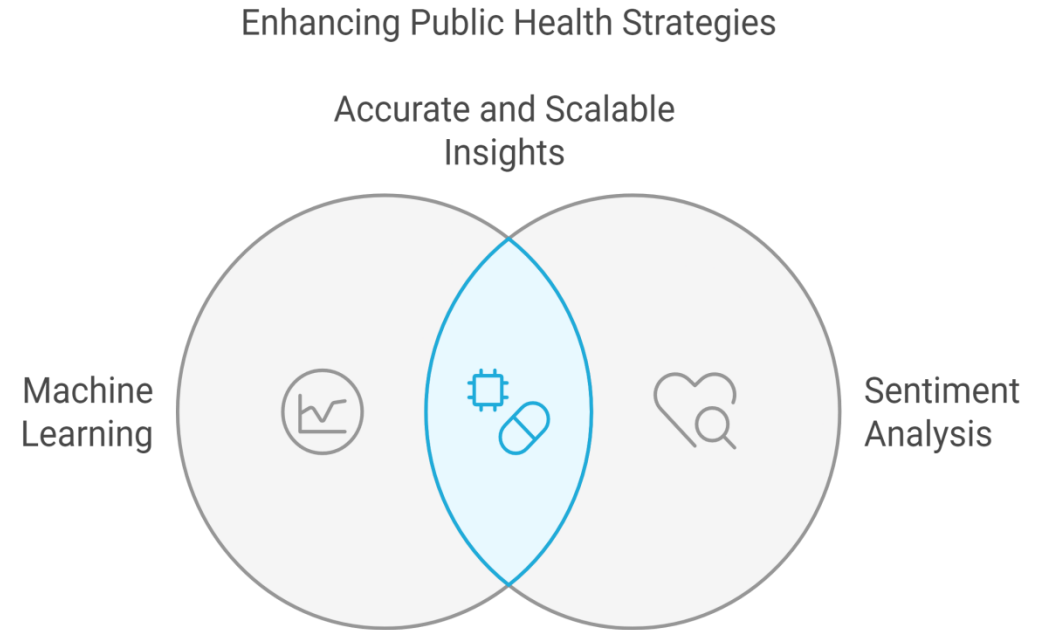 Enhancing Public Health Strategies
Accurate and Scalable
Insights
Machine
Learning
Sentiment
Analysis